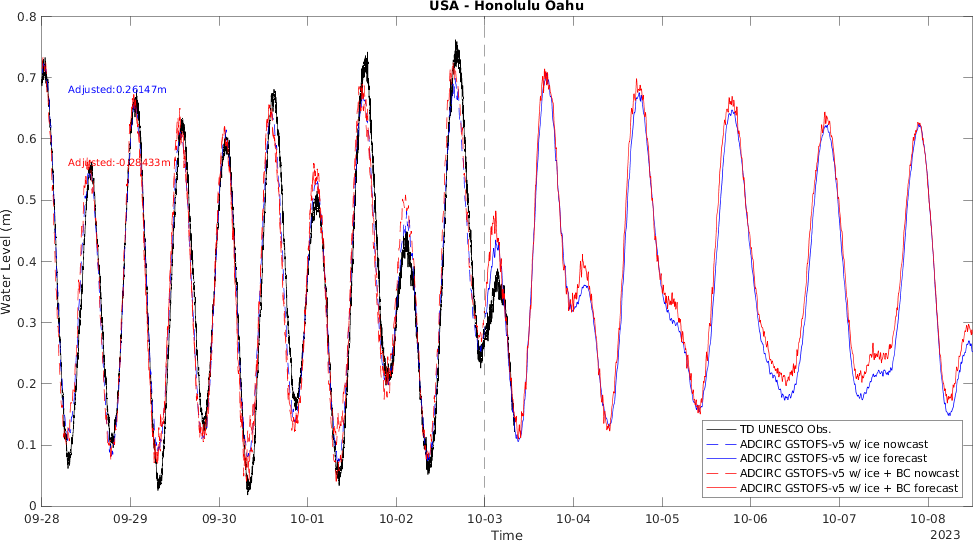 USA - Honolulu Oahu
0.8
0.7
Adjusted:0.26147m
0.6
Adjusted:-0.28433m
0.5
Water Level (m)
0.4
0.3
0.2
TD UNESCO Obs.
0.1
ADCIRC GSTOFS-v5 w/ ice nowcast
ADCIRC GSTOFS-v5 w/ ice forecast
ADCIRC GSTOFS-v5 w/ ice + BC nowcast
ADCIRC GSTOFS-v5 w/ ice + BC forecast
0
09-28 09-29 09-30 10-01 10-02 10-03 10-04 10-05 10-06 10-07 10-08
Time 2023